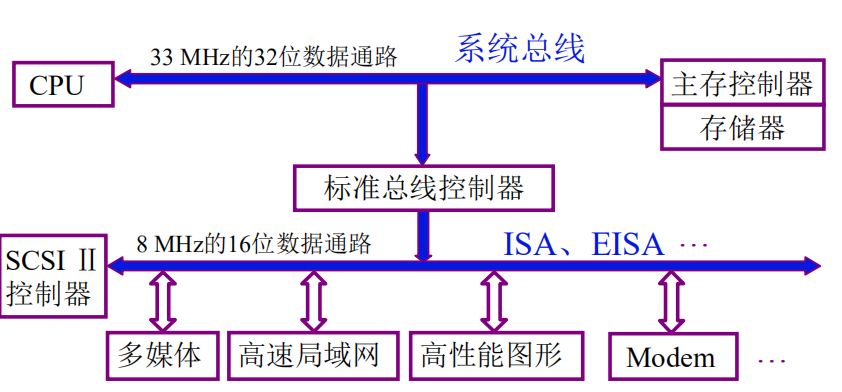 33 MHz的32位数据通路
系统总线
CPU
主存控制器
存储器
标准总线控制器
8 MHz的16位数据通路
ISA、EISA …
SCSI Ⅱ
控制器
多媒体
高速局域网
高性能图形
Modem
…